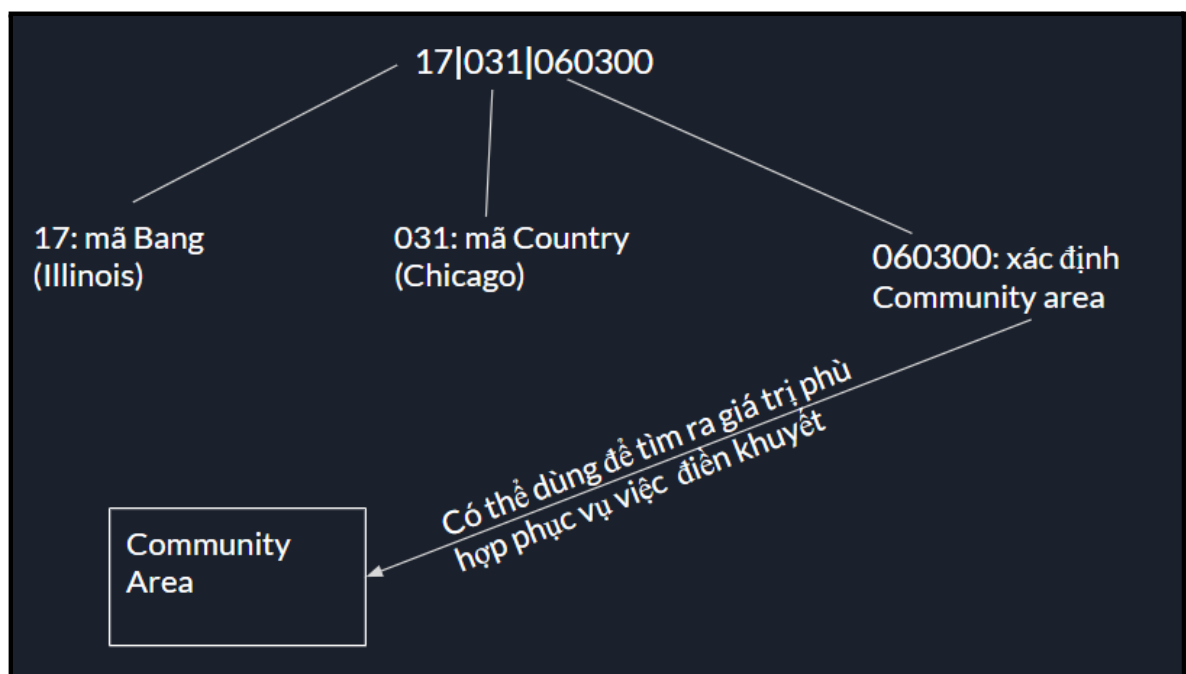 17|031|060300
17: mã Bang
(Illinois)
031: mã Country
(Chicago)
060300: xác định
Community area
Có thể dùng để tìm ra giá trị phù
hợp phục vụ việc điền khuyết
Community
Area